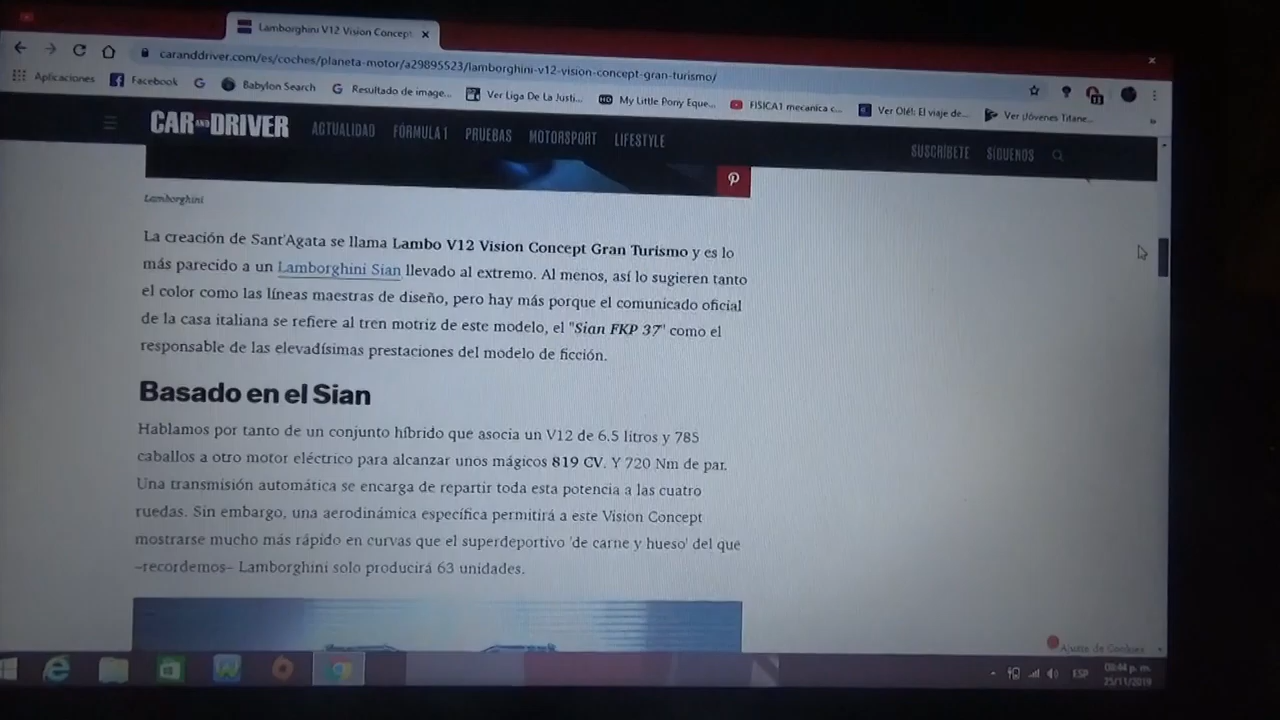 Lamborghini V12 Vision Concept
caranddriver.com/es/coches/planeta-motor/a29895523/lamborghini-v12-vision-concept-gran-turismo/
Aplicaciones Facebook Babylon Search Resultado de image... Ver Liga De La Justi... My Little Pony Eque... FISICA1 mecanica c... Ver Olé!: El viaje de... Ver ¡Jóvenes Titane...
CAR AND DRIVER ACTUALIDAD FÓRMULA 1 PRUEBAS MOTORSPORT LIFESTYLE SUSCRÍBETE SÍGUENOS
Lamborghini
La creación de Sant'Agata se llama Lambo V12 Vision Concept Gran Turismo y es lo
más parecido a un Lamborghini Sian llevado al extremo. Al menos, así lo sugieren tanto
el color como las líneas maestras de diseño, pero hay más porque el comunicado oficial
de la casa italiana se refiere al tren motriz de este modelo, el "Sian FKP 37" como el
responsable de las elevadísimas prestaciones del modelo de ficción.
Basado en el Sian
Hablamos por tanto de un conjunto híbrido que asocia un V12 de 6.5 litros y 785
caballos a otro motor eléctrico para alcanzar unos mágicos 819 CV. Y 720 Nm de par.
Una transmisión automática se encarga de repartir toda esta potencia a las cuatro
ruedas. Sin embargo, una aerodinámica específica permitirá a este Vision Concept
mostrarse mucho más rápido en curvas que el superdeportivo 'de carne y hueso' del que
–recordemos– Lamborghini solo producirá 63 unidades.
Ajuste de Cookies
ESP
08:44 p. m.
25/11/2019